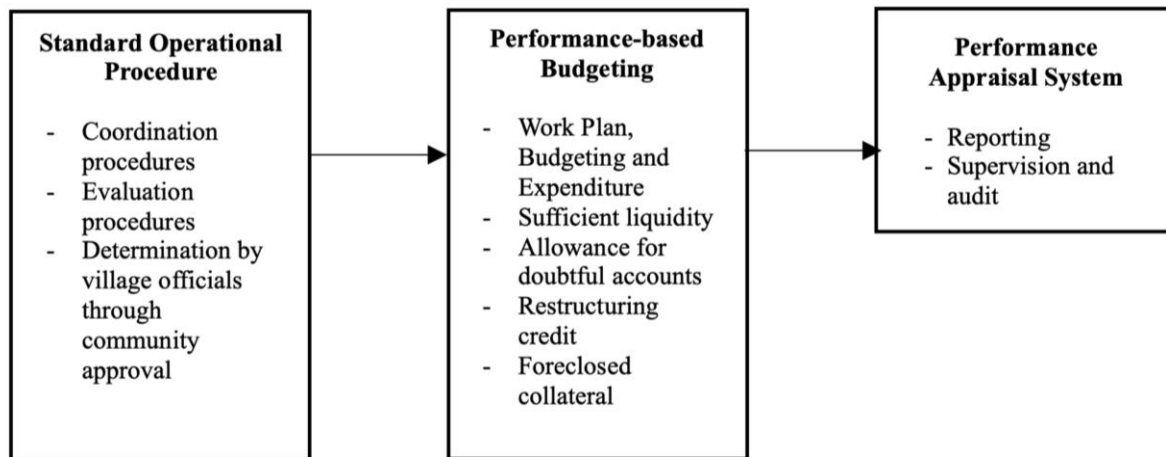 Standard Operational
Procedure
- Coordination
procedures
- Evaluation
procedures
- Determination by
village officials
through
community
approval
Performance-based
Budgeting
- Work Plan,
Budgeting and
Expenditure
- Sufficient liquidity
- Allowance for
doubtful accounts
- Restructuring
credit
- Foreclosed
collateral
Performance
Appraisal System
- Reporting
- Supervision and
audit